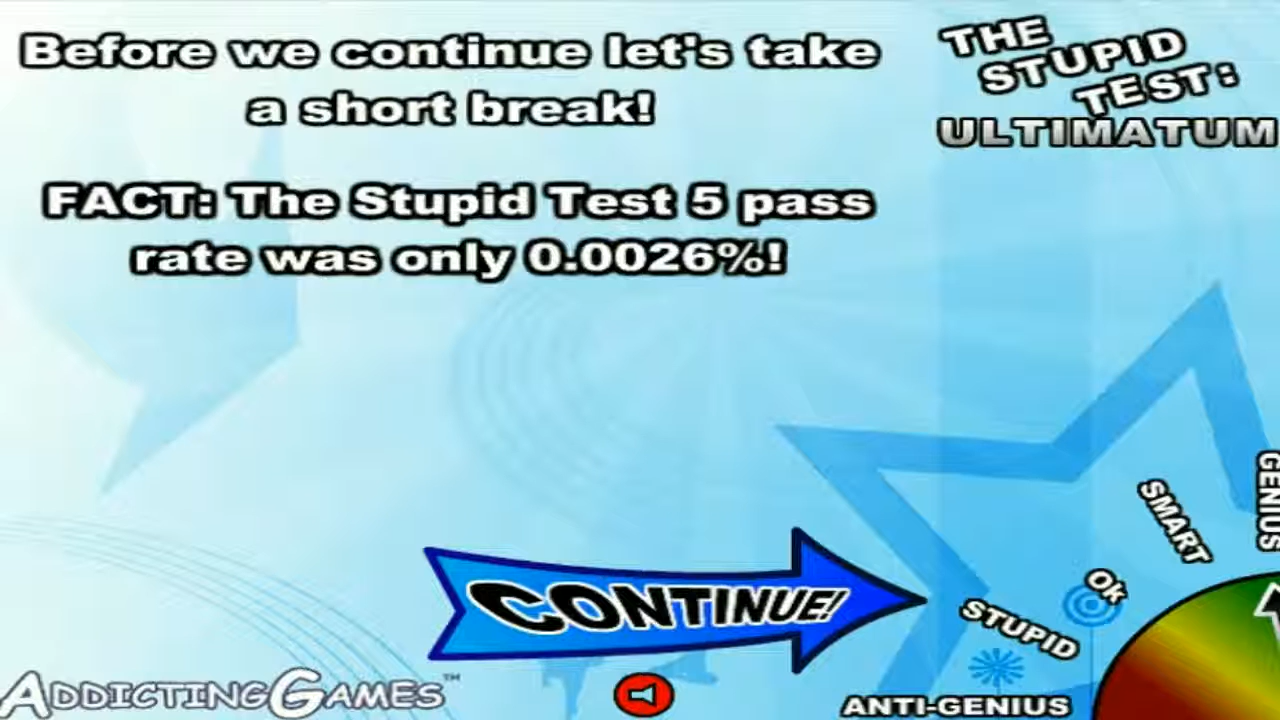 Before we continue let's take
a short break!
FACT: The Stupid Test 5 pass
rate was only 0.0026%!
THE
STUPID
TEST:
ULTIMATUM
CONTINUE!
GENIUS
SMART
Ok
STUPID
ANTI-GENIUS
ADDICTINGGAMES™